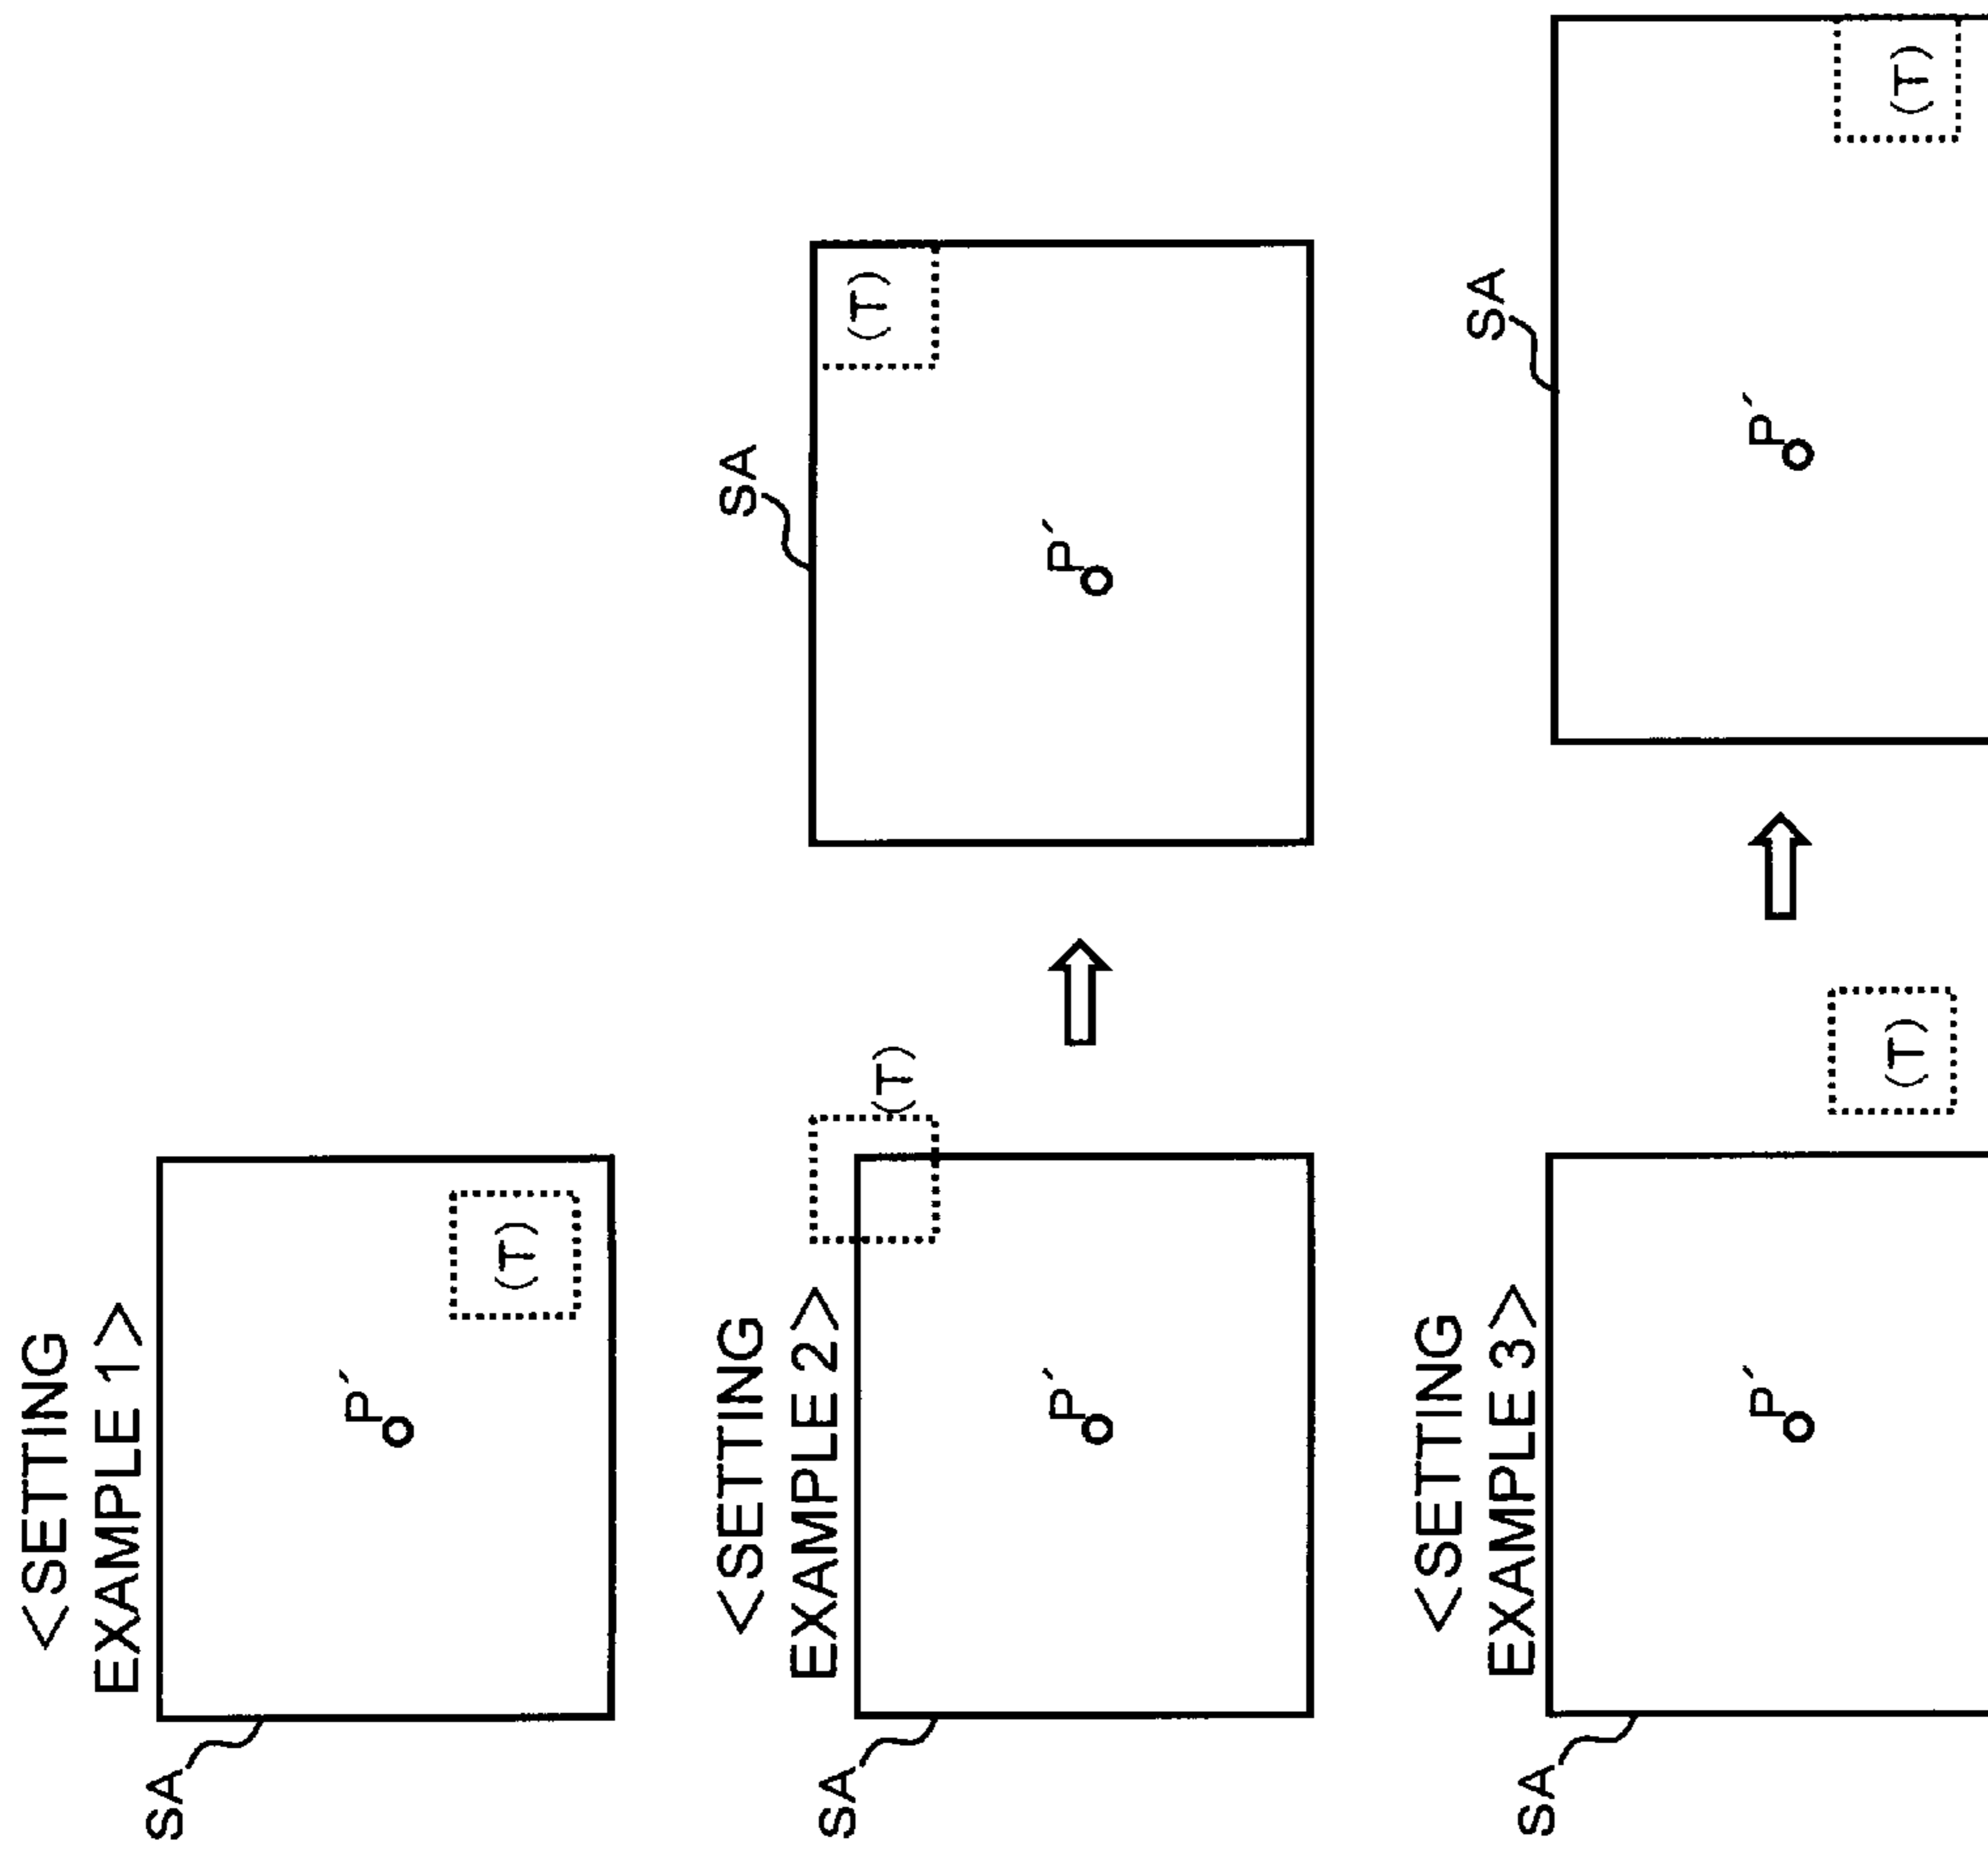 <SETTING
EXAMPLE 1>
SA
P´
(T)
<SETTING
EXAMPLE 2>
SA
P´
(T)
SA
P´
(T)
<SETTING
EXAMPLE 3>
SA
P´
(T)
SA
P´
(T)